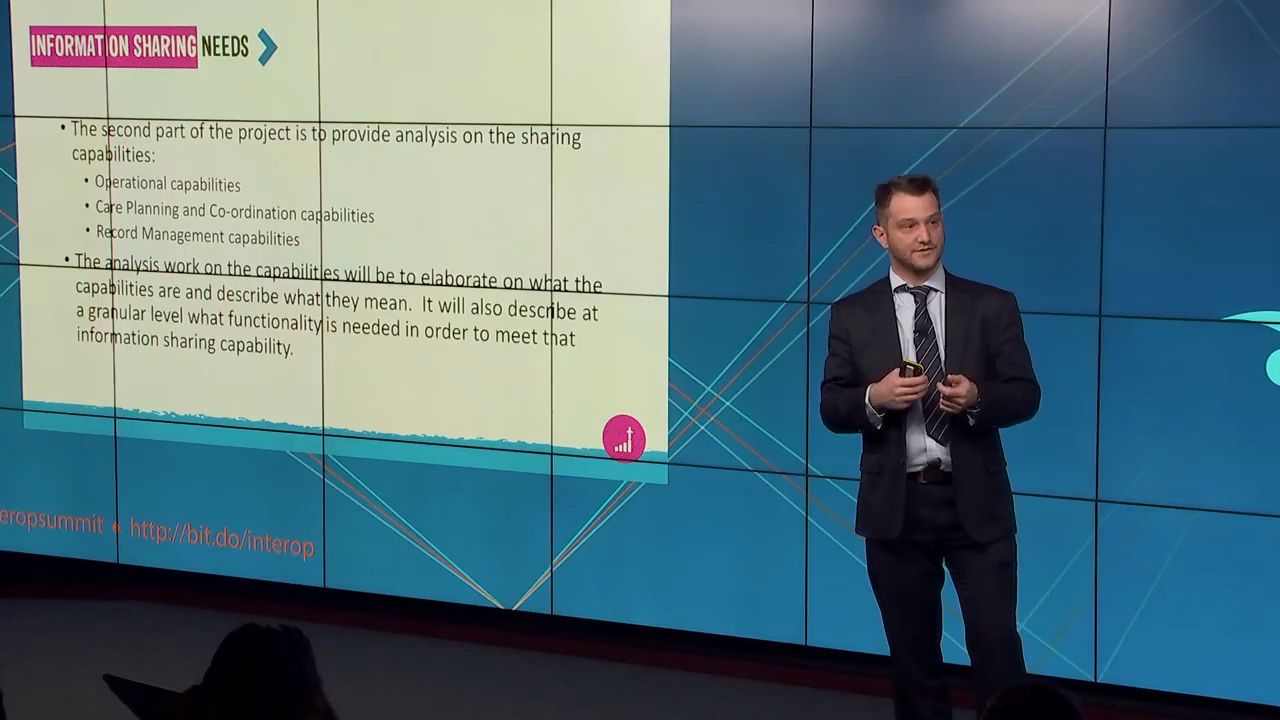 INFORMATION SHARING NEEDS
• The second part of the project is to provide analysis on the sharing
capabilities:
• Operational capabilities
• Care Planning and Co-ordination capabilities
• Record Management capabilities
• The analysis work on the capabilities will be to elaborate on what the
capabilities are and describe what they mean. It will also describe at
a granular level what functionality is needed in order to meet that
information sharing capability.
eropsummit • http://bit.do/interop